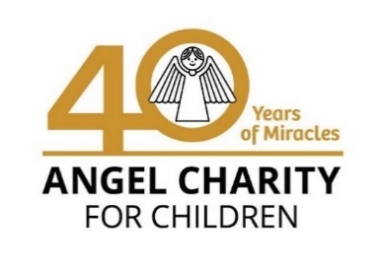 40
Years
of Miracles
ANGEL CHARITY
FOR CHILDREN